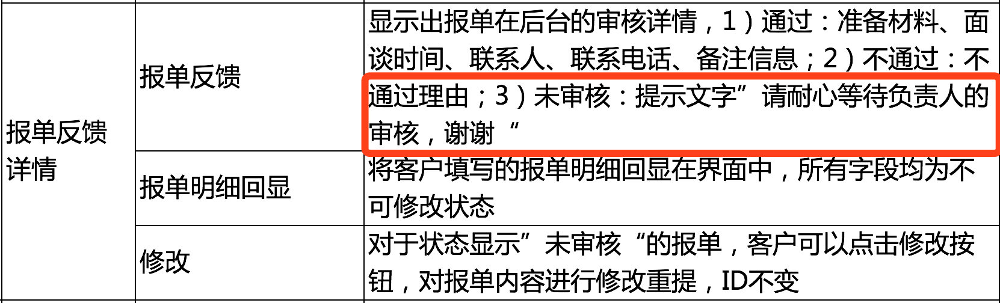 报单反馈
详情
报单反馈
显示出报单在后台的审核详情，1）通过：准备材料、面
谈时间、联系人、联系电话、备注信息；2）不通过：不
通过理由；3）未审核：提示文字”请耐心等待负责人的
审核，谢谢“
报单明细回显
将客户填写的报单明细回显在界面中，所有字段均为不
可修改状态
修改
对于状态显示”未审核“的报单，客户可以点击修改按
钮，对报单内容进行修改重提，ID不变